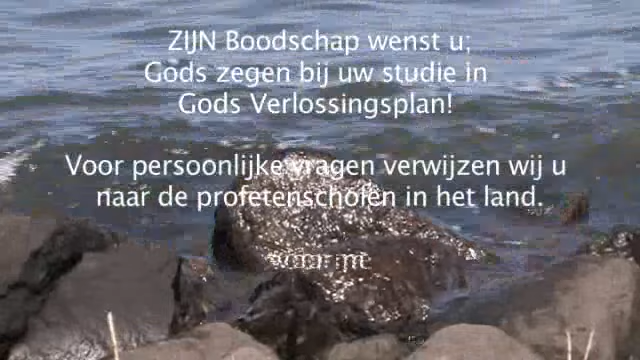 ZIJN Boodschap wenst u;
Gods zegen bij uw studie in
Gods Verlossingsplan!
Voor persoonlijke vragen verwijzen wij u
naar de profetenscholen in het land.